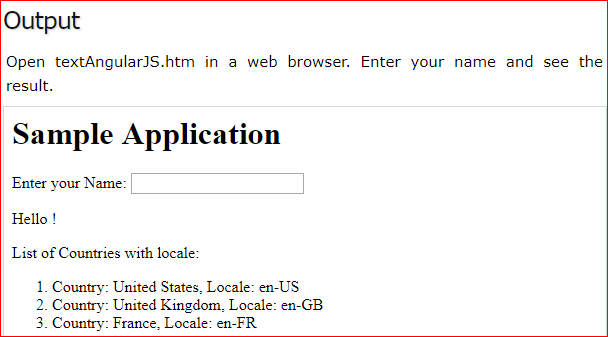 Output
Open textAngularJS.htm in a web browser. Enter your name and see the
result.
Sample Application
Enter your Name:
Hello !
List of Countries with locale:
1. Country: United States, Locale: en-US
2. Country: United Kingdom, Locale: en-GB
3. Country: France, Locale: en-FR